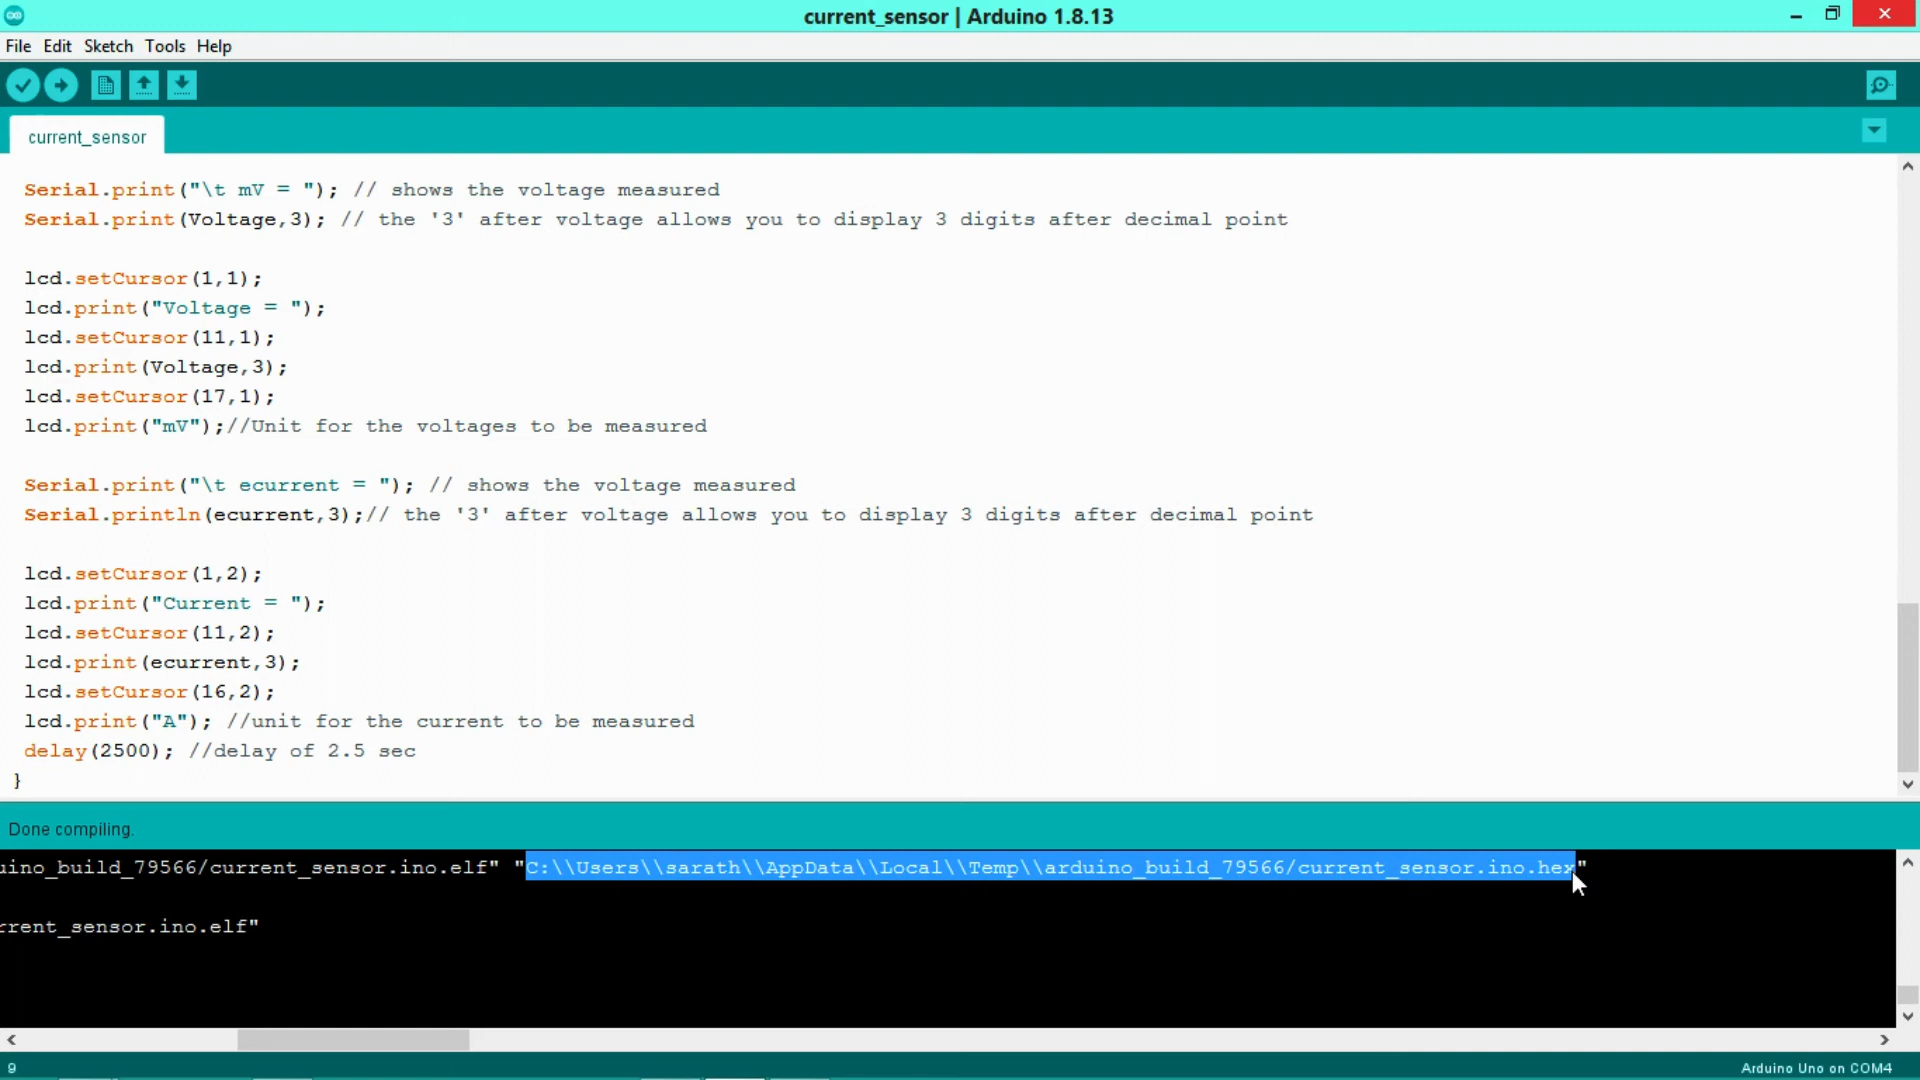 current_sensor | Arduino 1.8.13
File Edit Sketch Tools Help
current_sensor
Serial.print("\t mV = "); // shows the voltage measured
Serial.print(Voltage,3); // the '3' after voltage allows you to display 3 digits after decimal point
lcd.setCursor(1,1);
lcd.print("Voltage = ");
lcd.setCursor(11,1);
lcd.print(Voltage,3);
lcd.setCursor(17,1);
lcd.print("mV");//Unit for the voltages to be measured
Serial.print("\t ecurrent = "); // shows the voltage measured
Serial.println(ecurrent,3);// the '3' after voltage allows you to display 3 digits after decimal point
lcd.setCursor(1,2);
lcd.print("Current = ");
lcd.setCursor(11,2);
lcd.print(ecurrent,3);
lcd.setCursor(16,2);
lcd.print("A"); //unit for the current to be measured
delay(2500); //delay of 2.5 sec
}
Done compiling.
uino_build_79566/current_sensor.ino.elf" "C:\\Users\\sarath\\AppData\\Local\\Temp\\arduino_build_79566/current_sensor.ino.hex"
rrent_sensor.ino.elf"
9
Arduino Uno on COM4